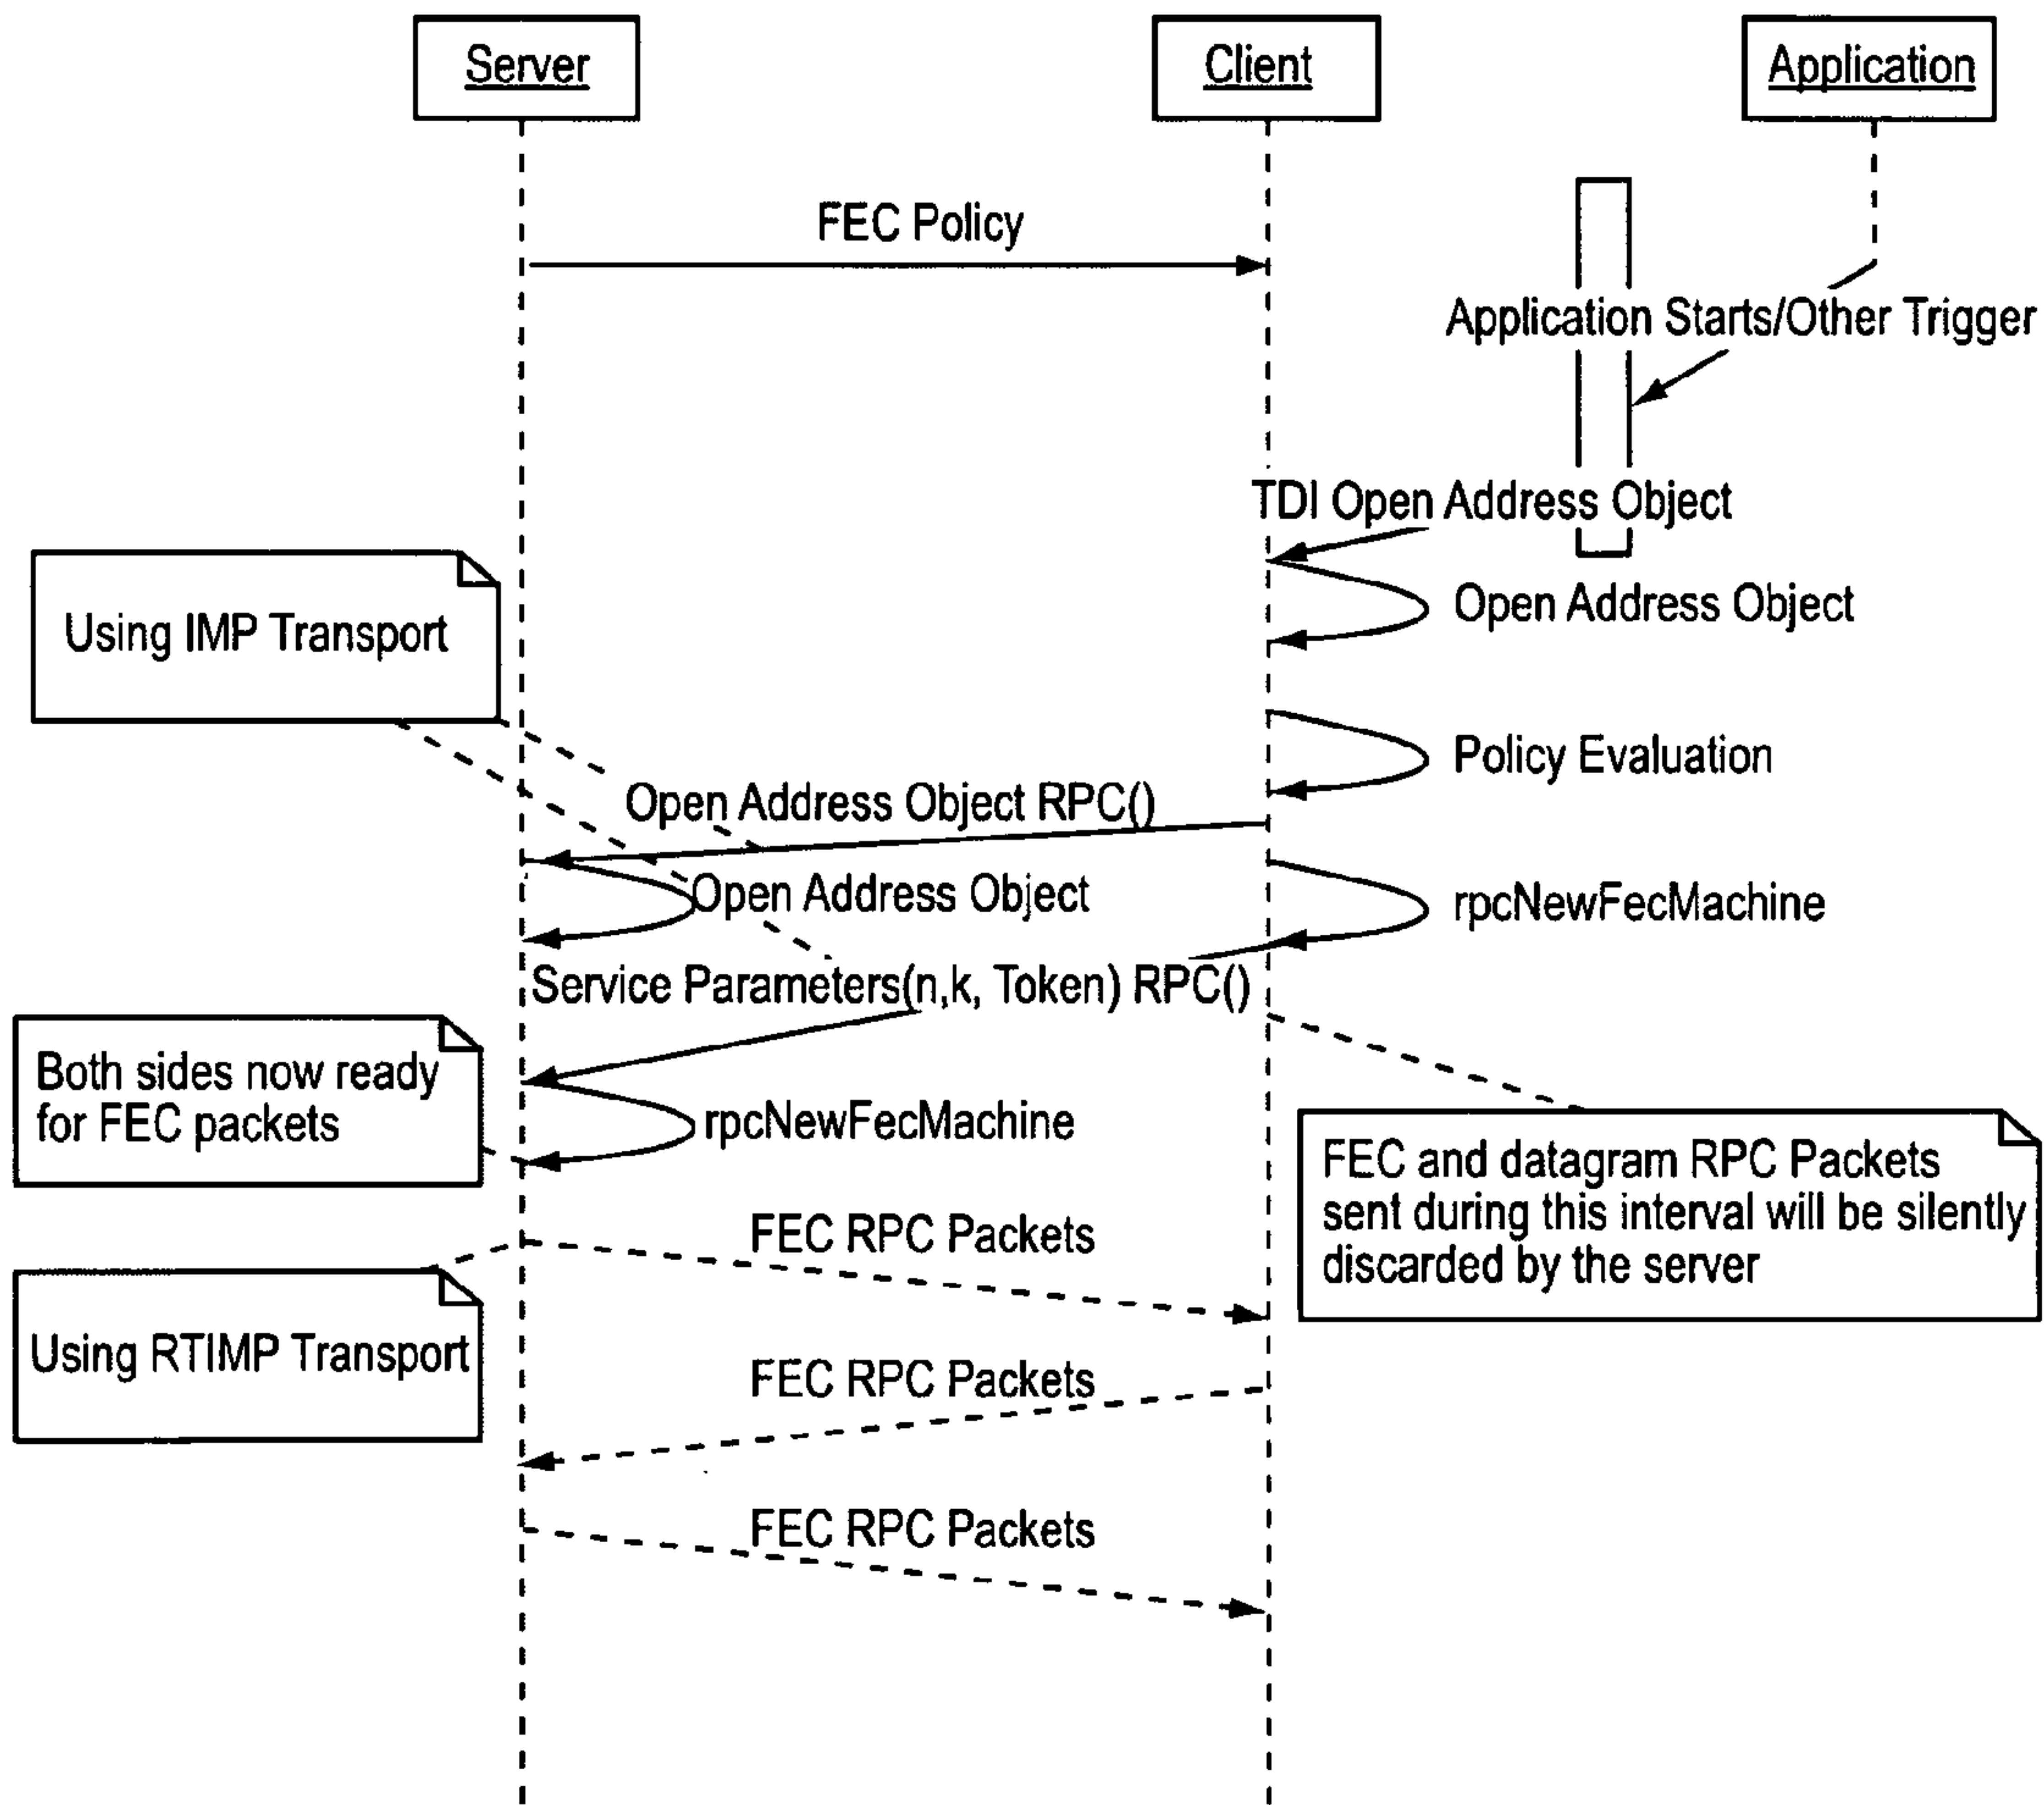 Server
Client
Application
FEC Policy
Application Starts/Other Trigger
TDI Open Address Object
Using IMP Transport
Open Address Object
Policy Evaluation
Open Address Object RPC()
Open Address Object
rpcNewFecMachine
Service Parameters(n,k, Token) RPC()
Both sides now ready
for FEC packets
rpcNewFecMachine
FEC and datagram RPC Packets
sent during this interval will be silently
discarded by the server
FEC RPC Packets
Using RTIMP Transport
FEC RPC Packets
FEC RPC Packets